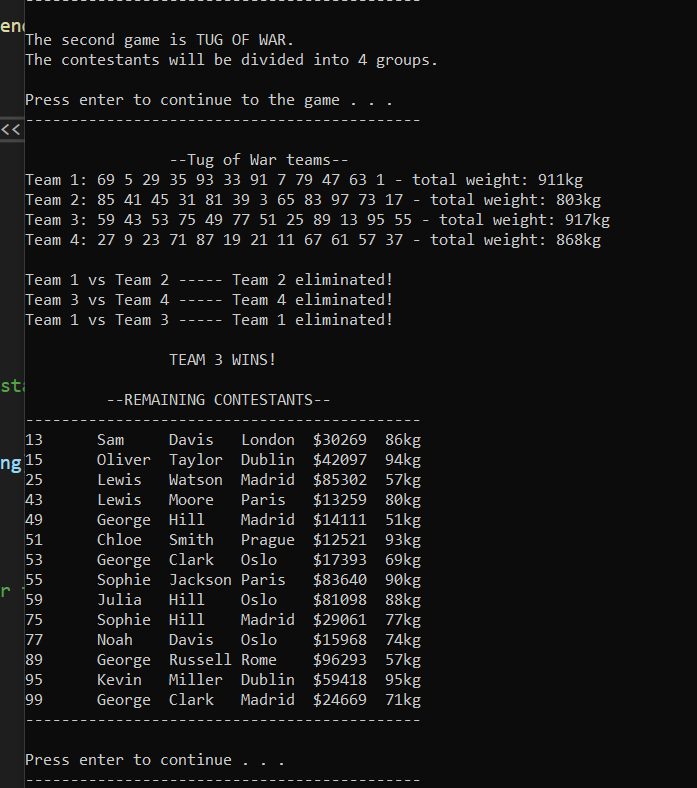 -----------------------------------------------
The second game is TUG OF WAR.
The contestants will be divided into 4 groups.
Press enter to continue to the game . . .
--------------------------------------------
<<
--Tug of War teams--
Team 1: 69 5 29 35 93 33 91 7 79 47 63 1 - total weight: 911kg
Team 2: 85 41 45 31 81 39 3 65 83 97 73 17 - total weight: 803kg
Team 3: 59 43 53 75 49 77 51 25 89 13 95 55 - total weight: 917kg
Team 4: 27 9 23 71 87 19 21 11 67 61 57 37 - total weight: 868kg
Team 1 vs Team 2 ----- Team 2 eliminated!
Team 3 vs Team 4 ----- Team 4 eliminated!
Team 1 vs Team 3 ----- Team 1 eliminated!
TEAM 3 WINS!
--REMAINING CONTESTANTS--
--------------------------------------------
13 Sam Davis London $30269 86kg
15 Oliver Taylor Dublin $42097 94kg
25 Lewis Watson Madrid $85302 57kg
43 Lewis Moore Paris $13259 80kg
49 George Hill Madrid $14111 51kg
51 Chloe Smith Prague $12521 93kg
53 George Clark Oslo $17393 69kg
55 Sophie Jackson Paris $83640 90kg
59 Julia Hill Oslo $81098 88kg
75 Sophie Hill Madrid $29061 77kg
77 Noah Davis Oslo $15968 74kg
89 George Russell Rome $96293 57kg
95 Kevin Miller Dublin $59418 95kg
99 George Clark Madrid $24669 71kg
--------------------------------------------
Press enter to continue . . .
--------------------------------------------